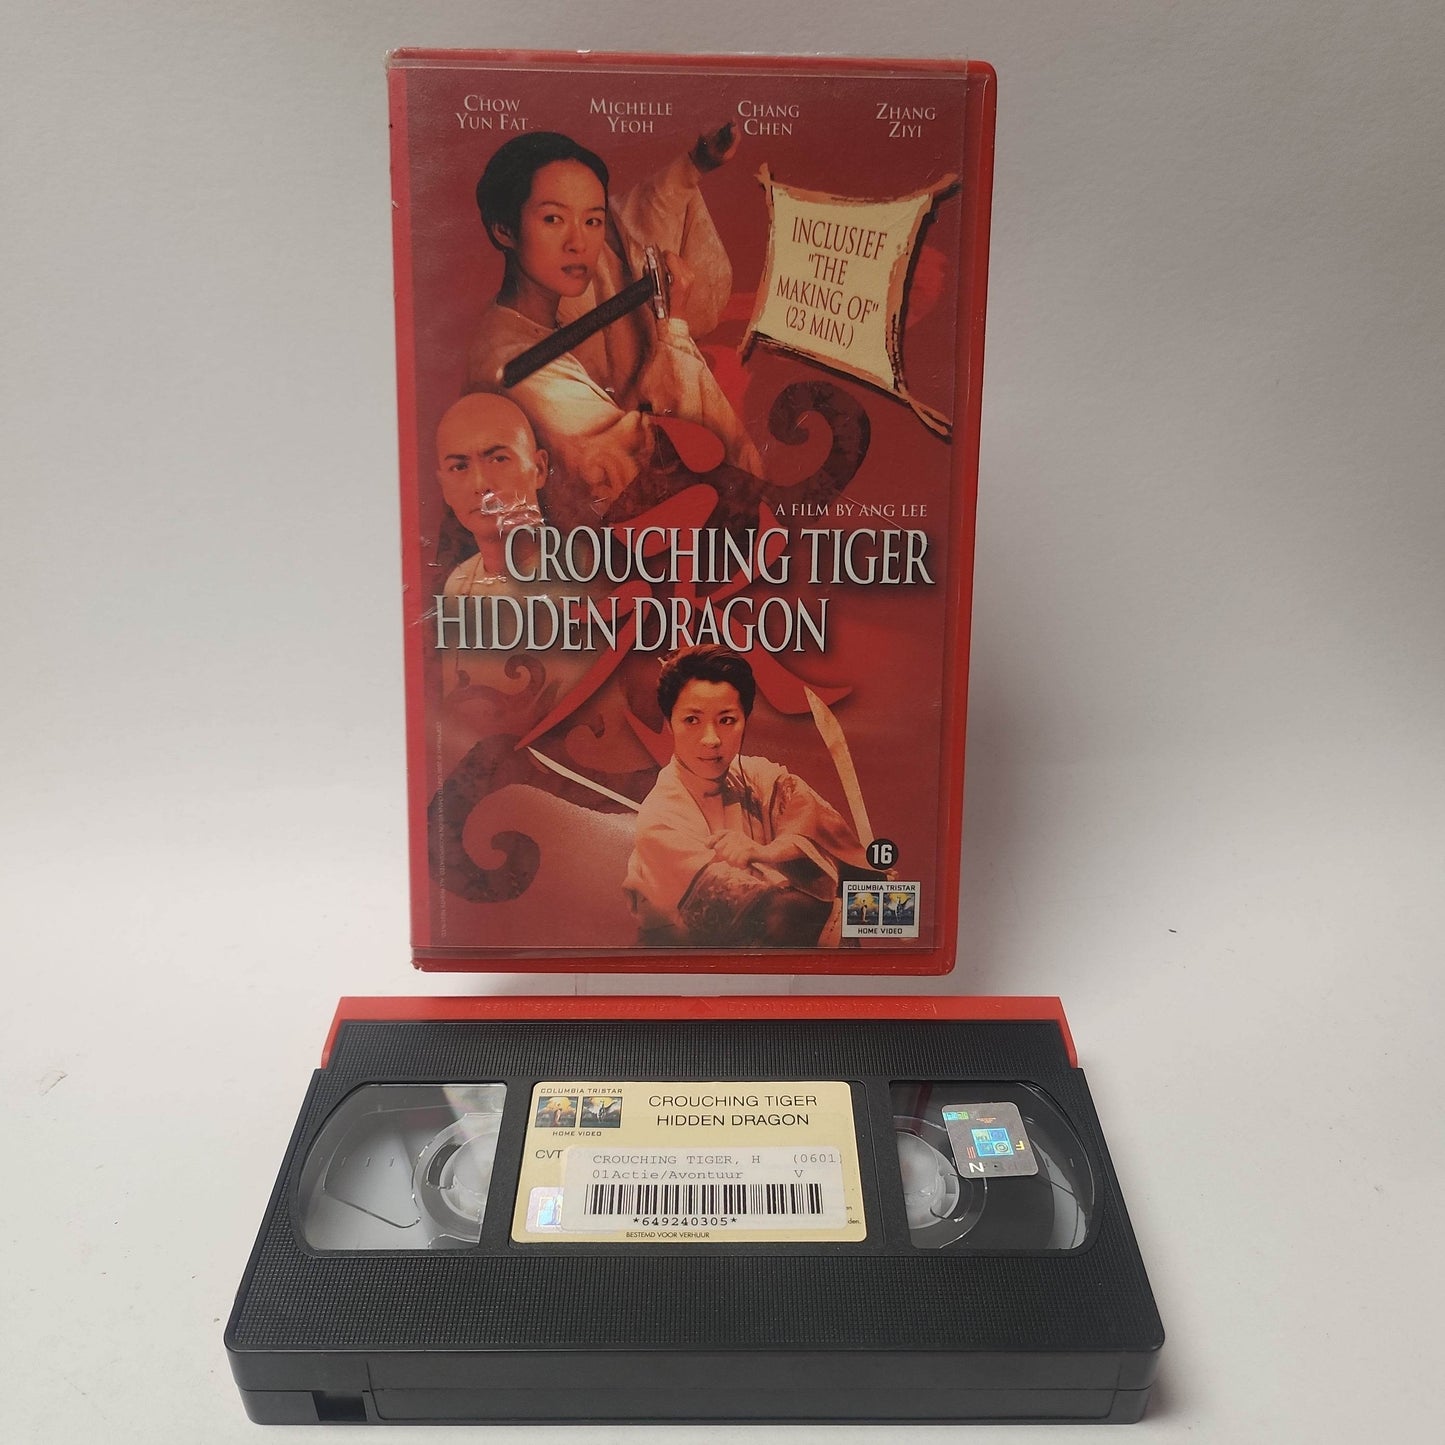 CHOW
YUN FAT
MICHELLE
YEOH
CHANG
CHEN
ZHANG
ZIYI
INCLUSIEF
"THE
MAKING OF"
(23 MIN.)
A FILM BY ANG LEE
CROUCHING TIGER
HIDDEN DRAGON
16
COLUMBIA TRISTAR
HOME VIDEO
COLUMBIA TRISTAR
HOME VIDEO
CROUCHING TIGER
HIDDEN DRAGON
CVT
CROUCHING TIGER, H (0601)
01Actie/Avontuur V
*649240305*
BESTEMD VOOR VERHUUR